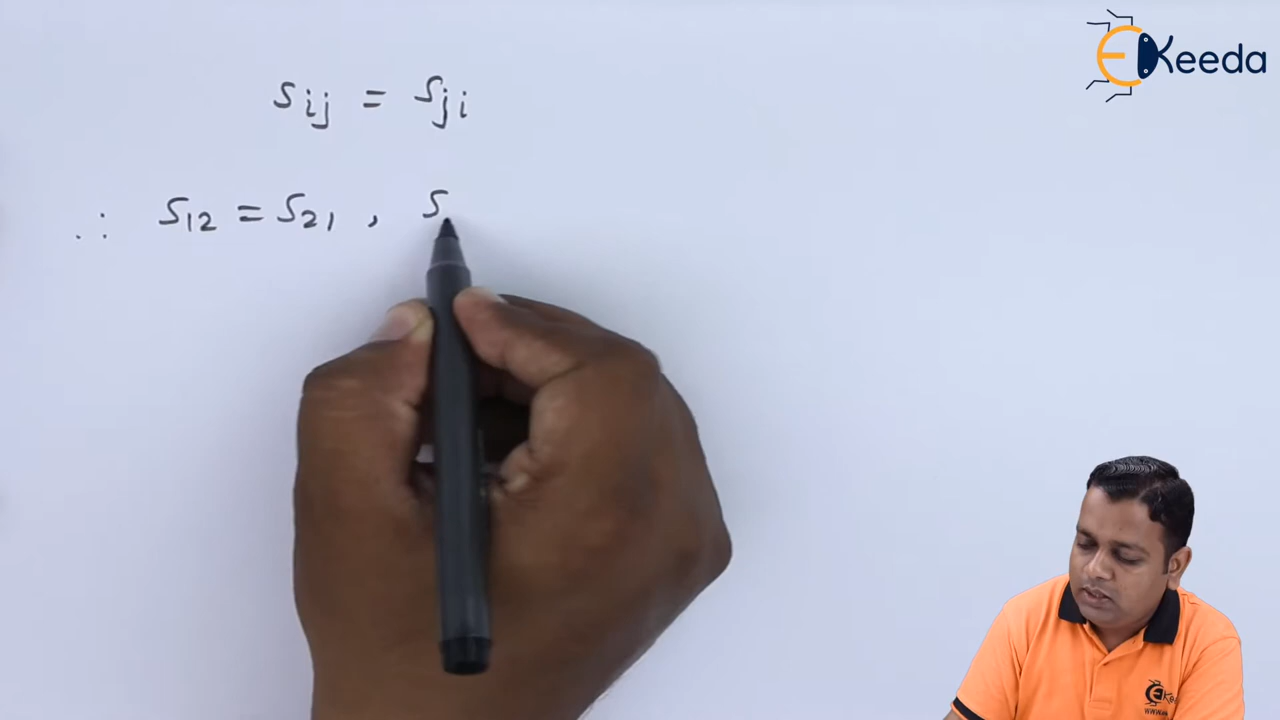 EKeeda
Sij = Sji
∴ S12 = S21 , S